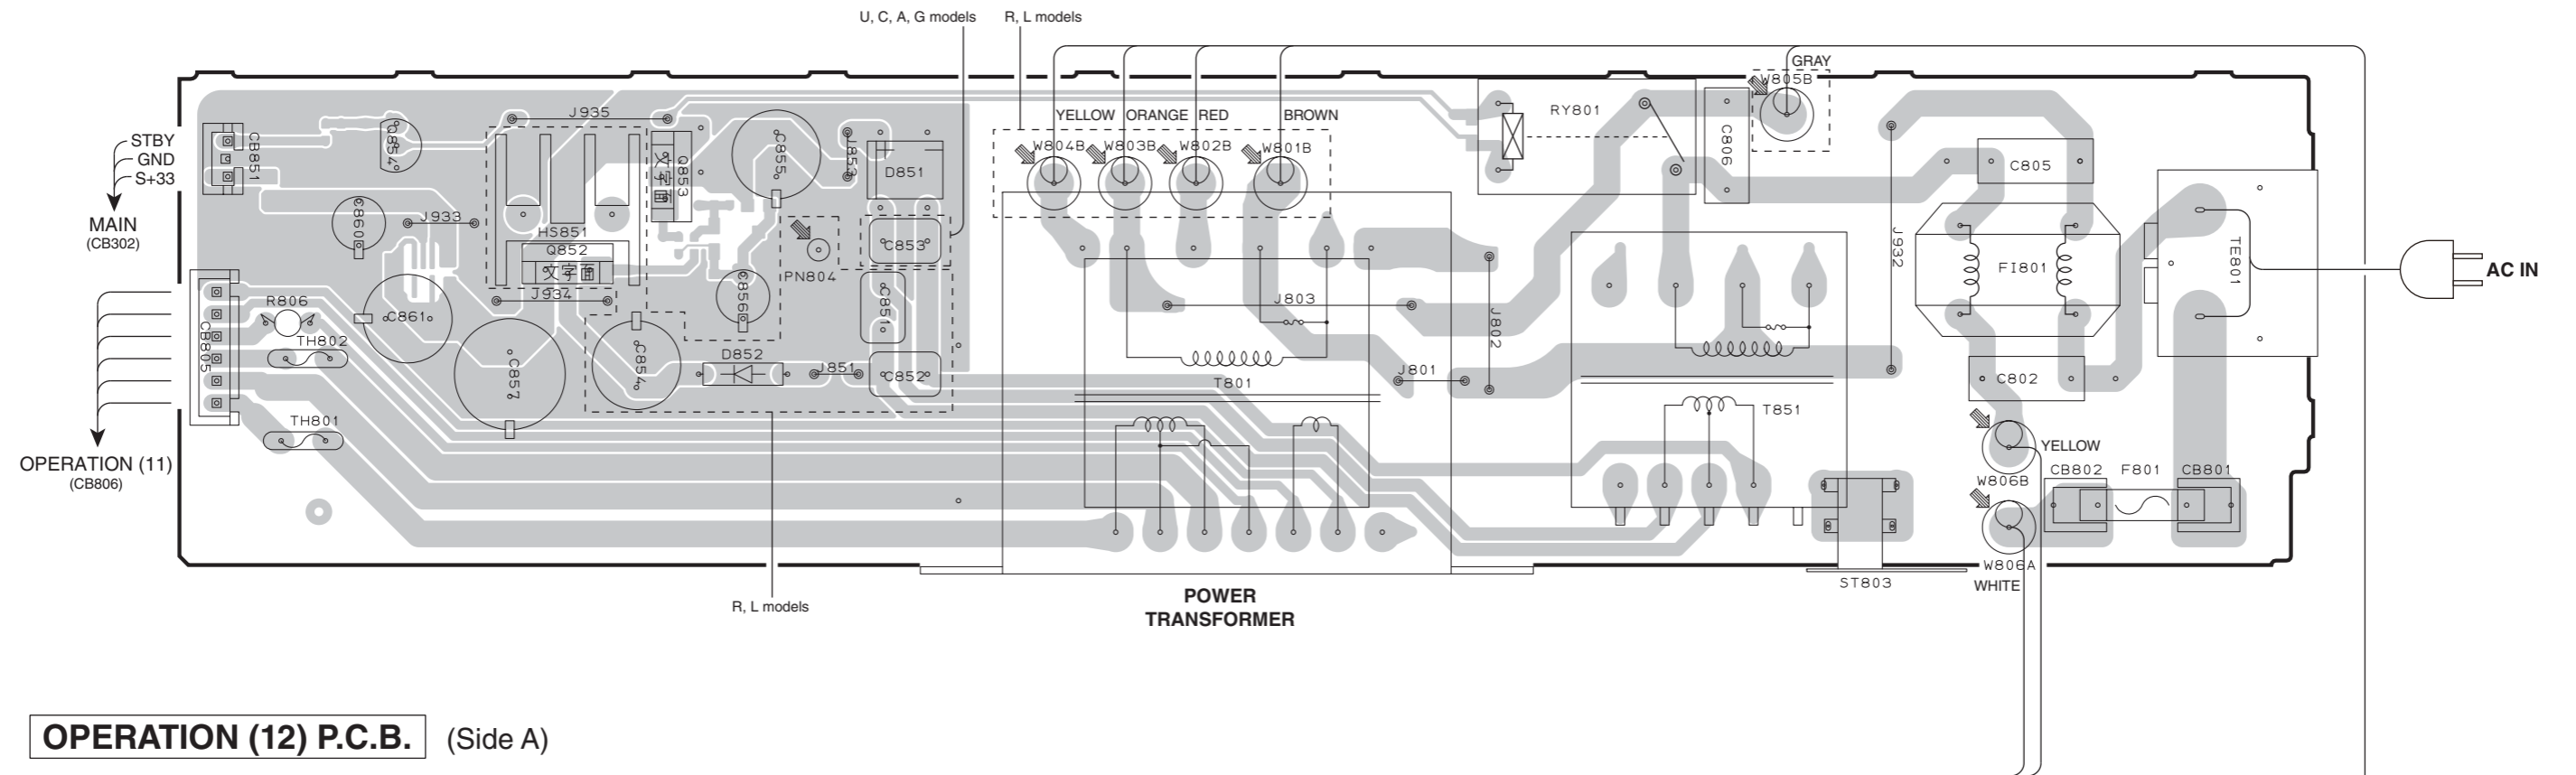 U, C, A, G models
R, L models
GRAY
W805B
YELLOW ORANGE RED BROWN
W804B W803B W802B W801B
STBY
GND
S+33
MAIN
(CB302)
CB851
Q854
J935
Q853
文字面
C855
J853
D851
RY801
C806
C805
C860
J933
HS851
Q852
文字面
J934
PN804
C853
C851
C856
J932
FI801
TE801
AC IN
R806
TH802
CB805
C861
C857
C854
D852
J851
C852
J803
J802
J801
T801
T851
C802
TH801
OPERATION (11)
(CB806)
YELLOW
W806B
CB802 F801 CB801
W806A
WHITE
ST803
R, L models
POWER
TRANSFORMER
OPERATION (12) P.C.B. (Side A)